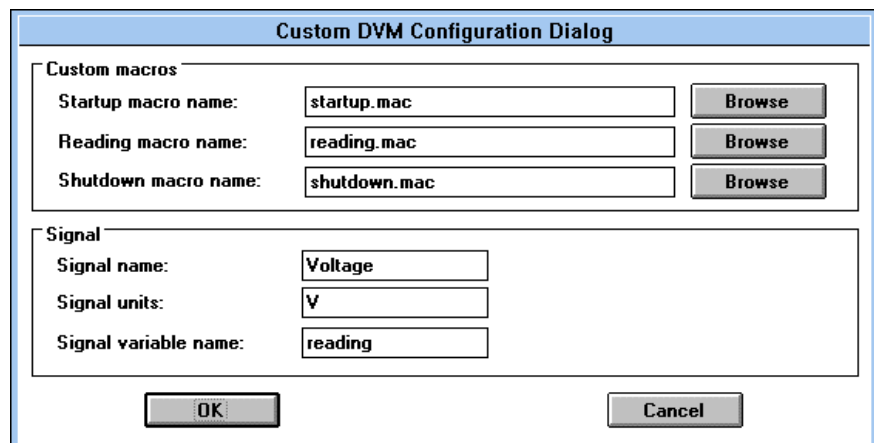 Custom DVM Configuration Dialog
Custom macros
Startup macro name: startup.mac Browse
Reading macro name: reading.mac Browse
Shutdown macro name: shutdown.mac Browse
Signal
Signal name: Voltage
Signal units: V
Signal variable name: reading
OK Cancel